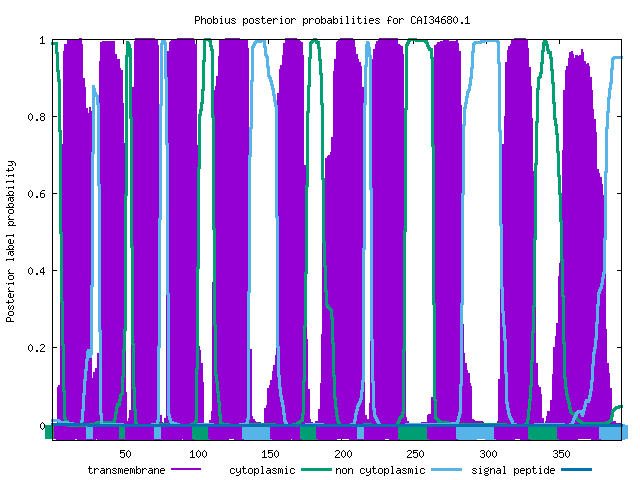 Phobius posterior probabilities for CAI34680.1
Posterior label probability
1
0.8
0.6
0.4
0.2
0
50 100 150 200 250 300 350
transmembrane cytoplasmic non cytoplasmic signal peptide